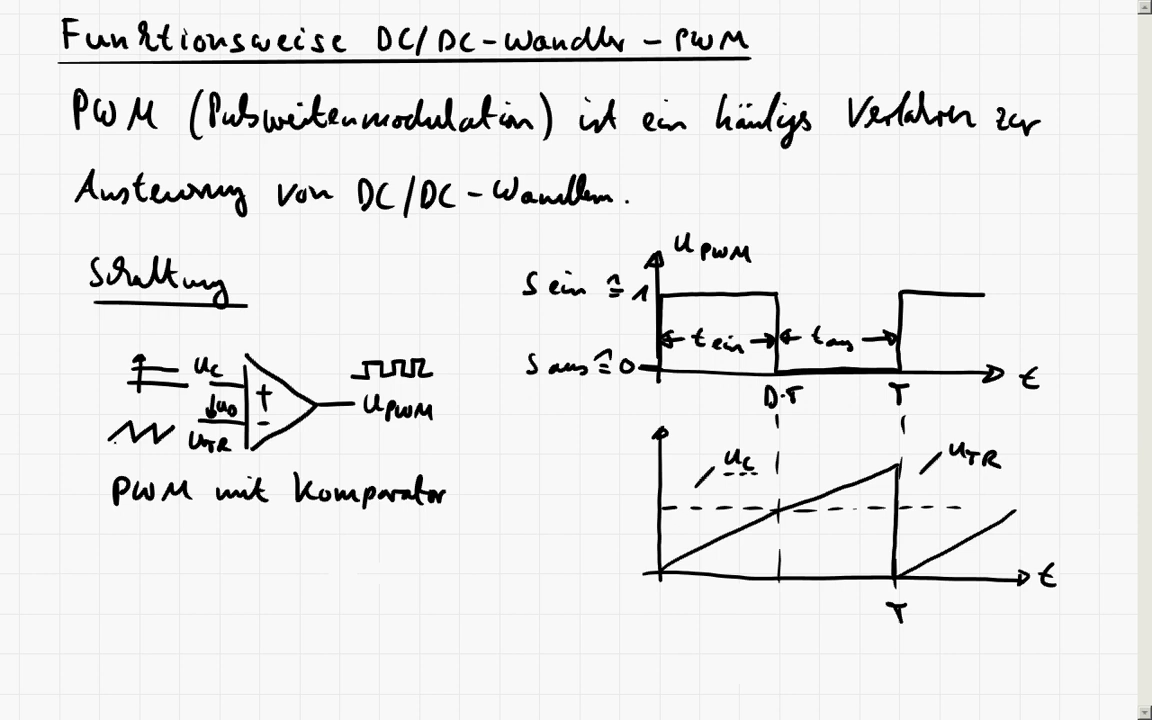 Funktionsweise DC/DC-Wandler - PWM
PWM (Pulsweitenmodulation) ist ein häufigs Verfahren zur
Ansteuerung von DC/DC-Wandlern.
Schaltung
u_PWM
S ein ≙ 1
t_ein
t_aus
S aus ≙ 0
t
D·T
T
u_C
+
u_D
-
u_TR
u_PWM
PWM mit Komparator
u_C
u_TR
t
T